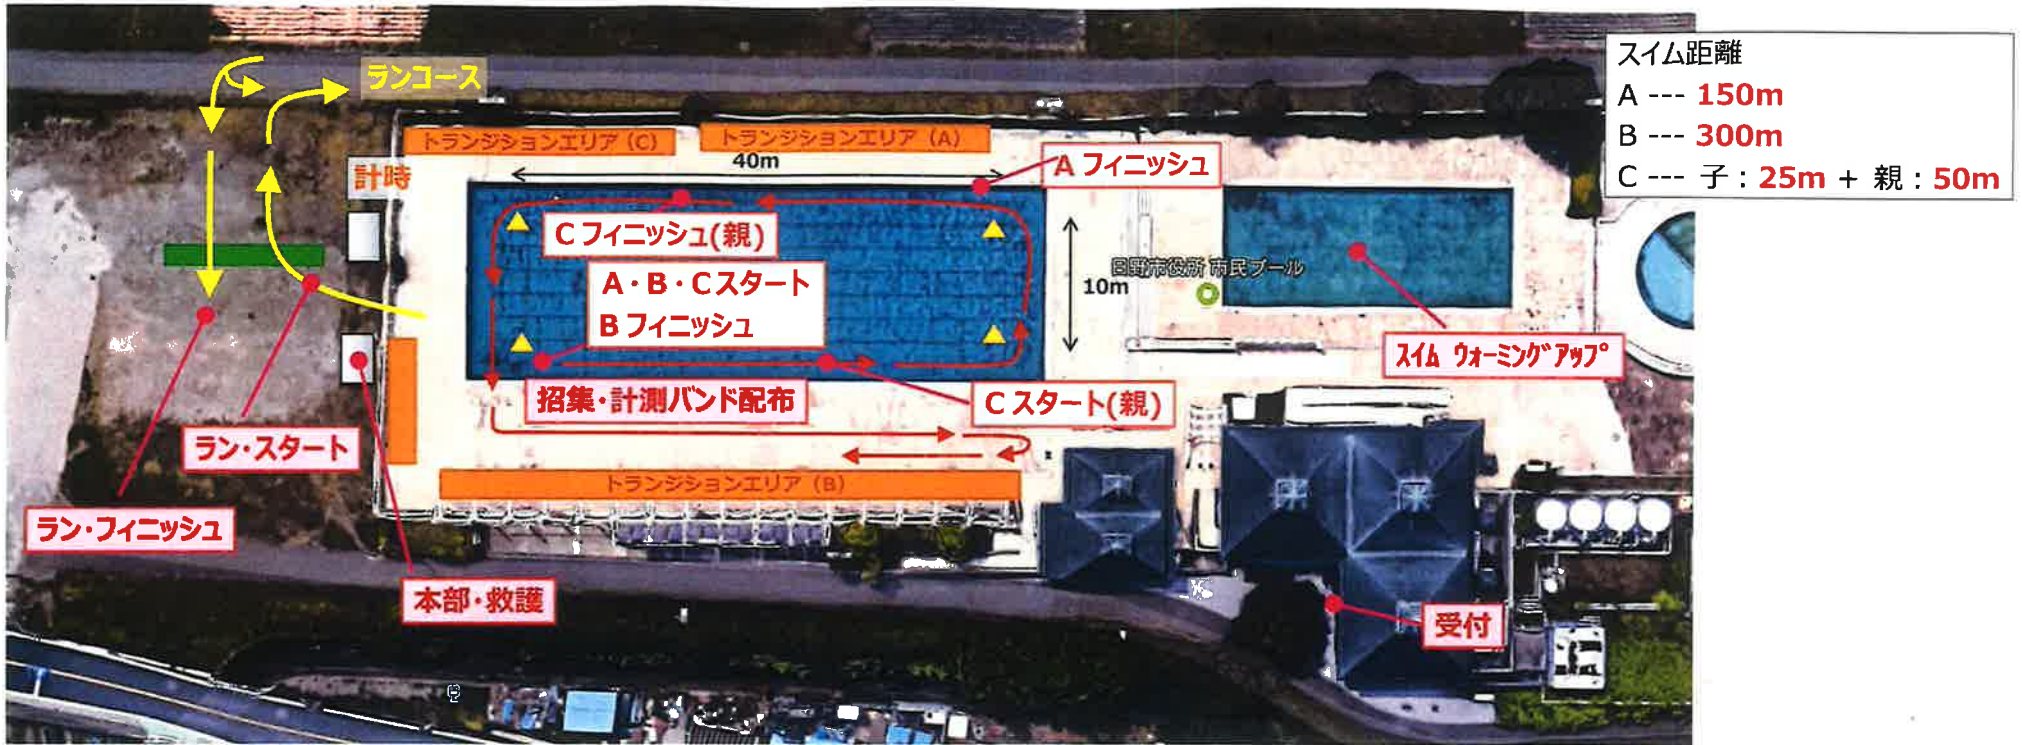 スイム距離
A --- 150m
B --- 300m
C --- 子：25m + 親：50m
ランコース
トランジションエリア（C）
トランジションエリア（A）
40m
A フィニッシュ
計時
C フィニッシュ(親)
A・B・Cスタート
B フィニッシュ
10m
日野市役所 市民プール
スイム ウォーミングアップ
招集・計測バンド配布
C スタート(親)
ラン・スタート
トランジションエリア（B）
ラン・フィニッシュ
本部・救護
受付